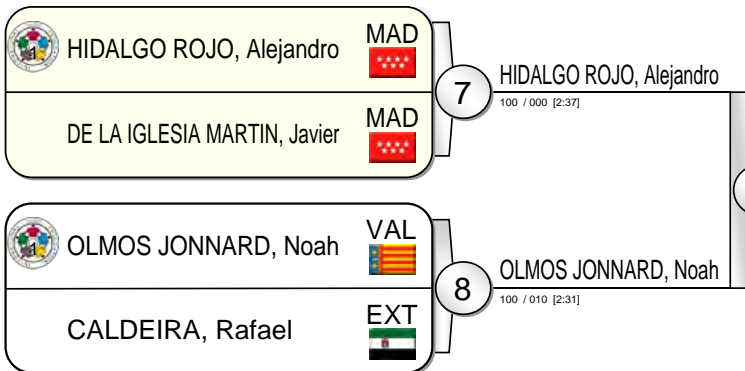 HIDALGO ROJO, Alejandro MAD
DE LA IGLESIA MARTIN, Javier MAD
7
HIDALGO ROJO, Alejandro
100 / 000 [2:37]
OLMOS JONNARD, Noah VAL
CALDEIRA, Rafael EXT
8
OLMOS JONNARD, Noah
100 / 010 [2:31]